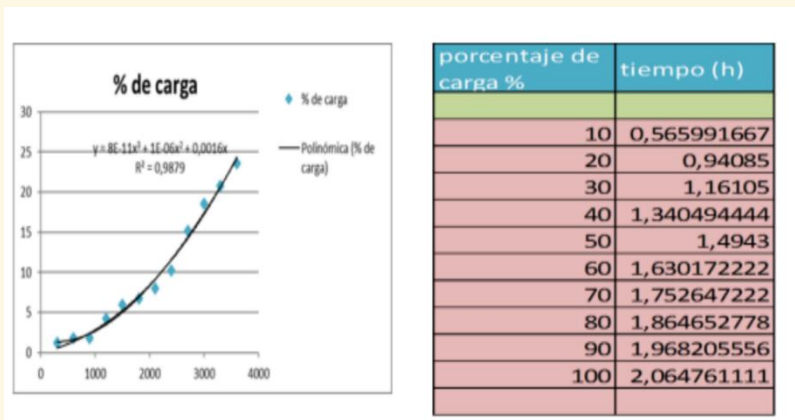 % de carga
30
25
20
15
10
5
0
0 1000 2000 3000 4000
y = 8E-11x³ + 1E-06x² + 0,0016x
R² = 0,9879
% de carga
Polinómica (% de
carga)
porcentaje de
carga %
tiempo (h)
10 0,565991667
20 0,94085
30 1,16105
40 1,340494444
50 1,4943
60 1,630172222
70 1,752647222
80 1,864652778
90 1,968205556
100 2,064761111